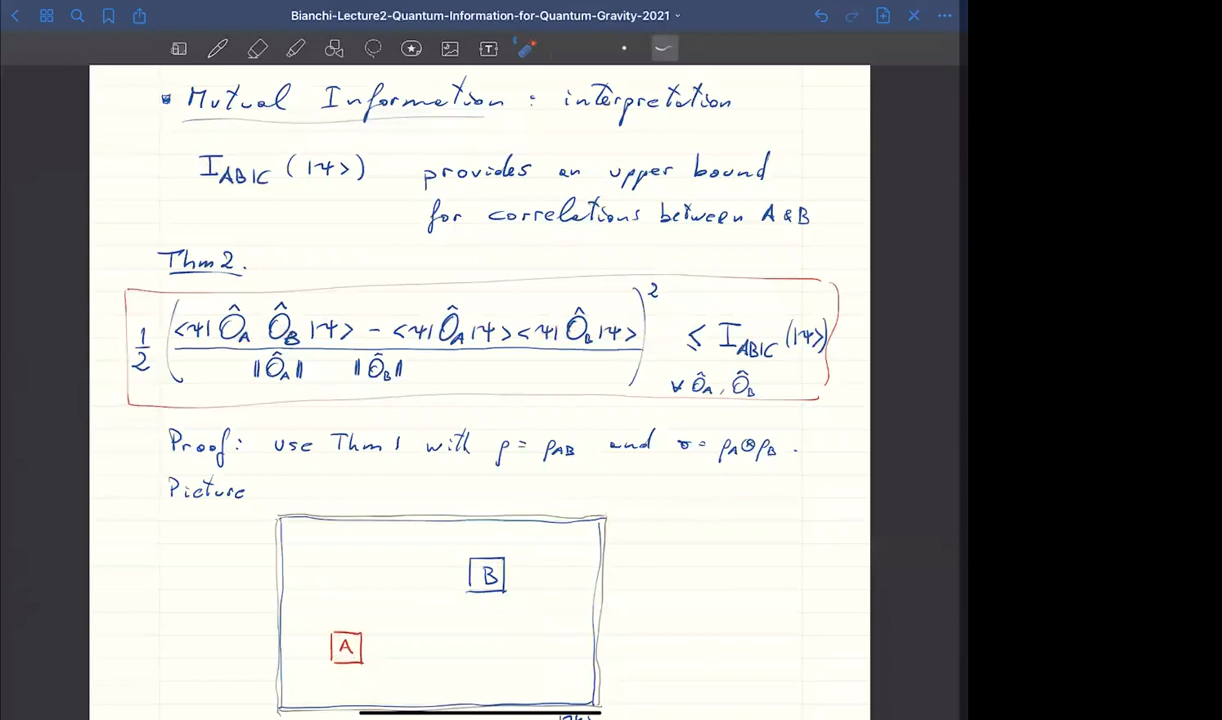 Bianchi-Lecture2-Quantum-Information-for-Quantum-Gravity-2021
Mutual Information : interpretation
I_{AB|C} (|ψ>) provides an upper bound
for correlations between A & B
Thm 2.
1/2 ( (<ψ| Ô_A Ô_B |ψ> - <ψ| Ô_A |ψ> <ψ| Ô_B |ψ>) / (‖Ô_A‖ ‖Ô_B‖) )^2 ≤ I_{AB|C} (|ψ>)
∀ Ô_A , Ô_B
Proof: use Thm 1 with ρ = ρ_{AB} and σ = ρ_A ⊗ ρ_B .
Picture
B
A